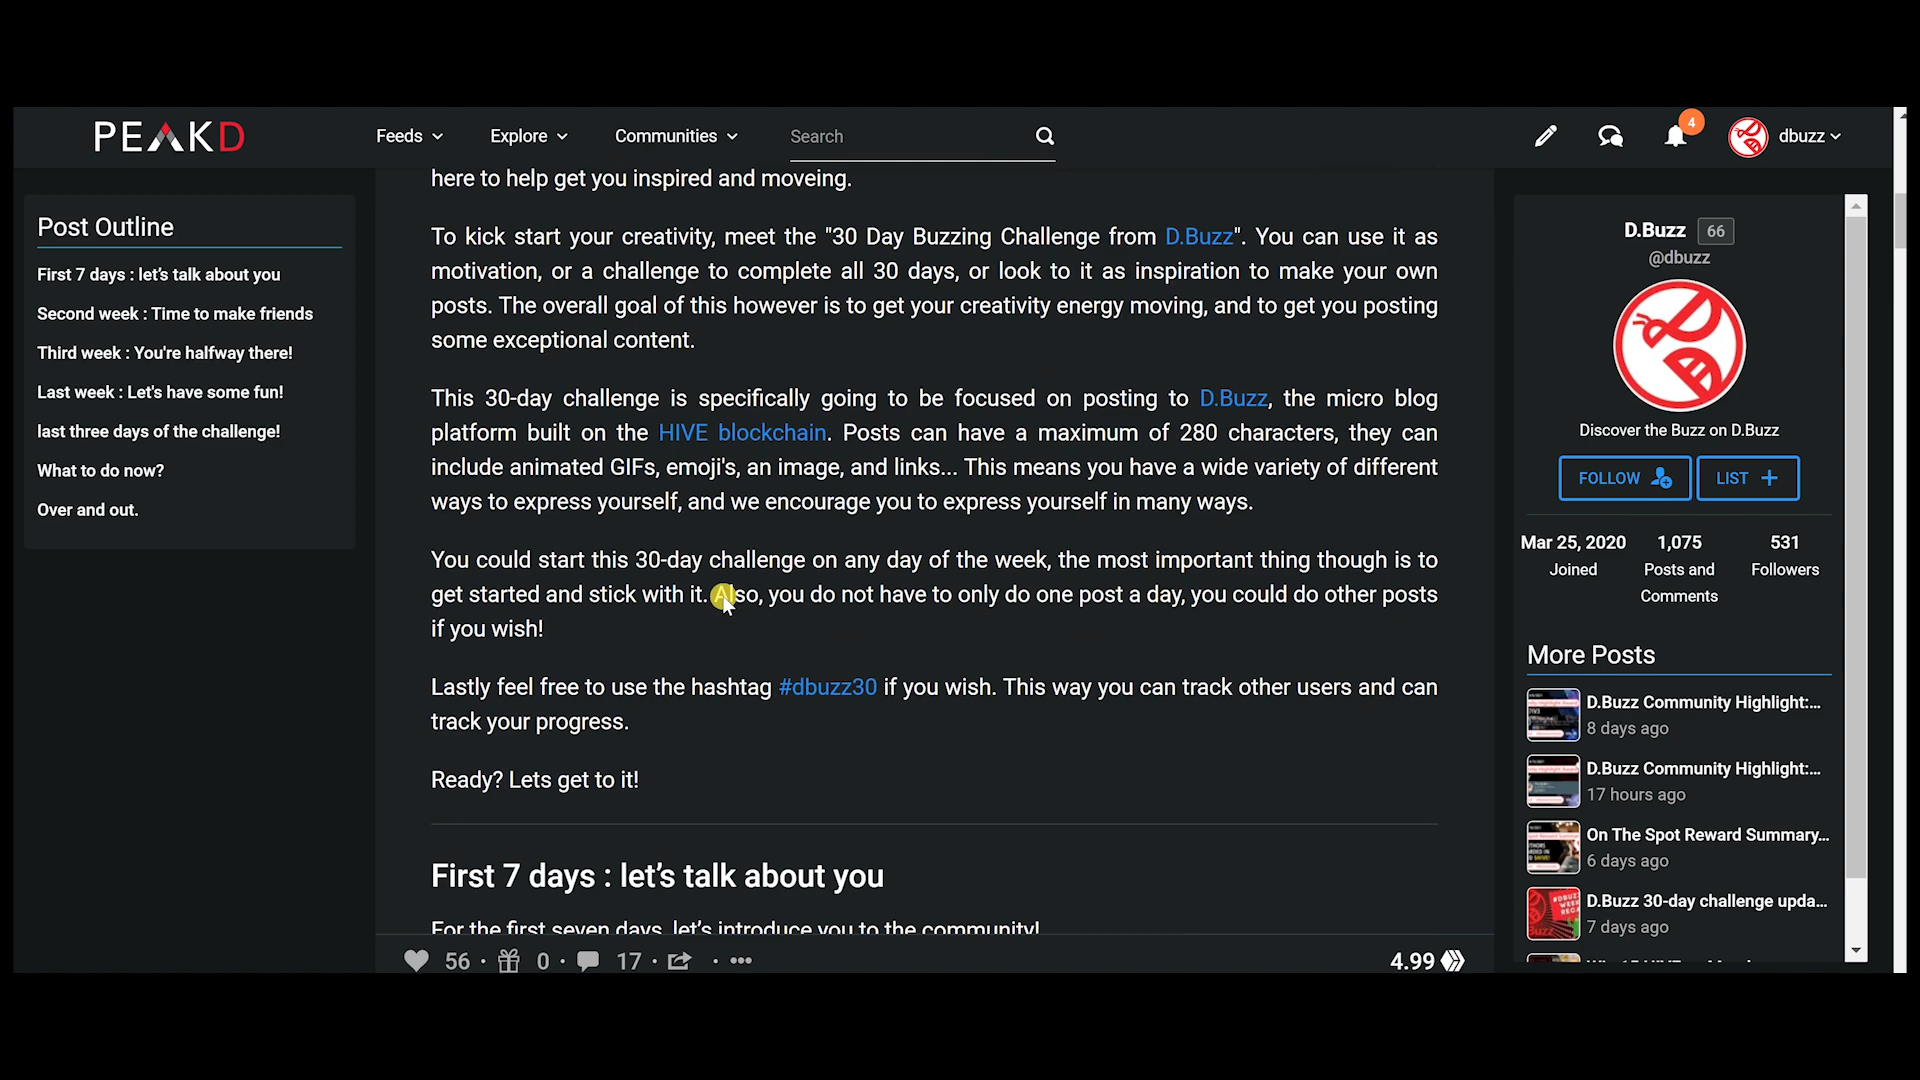 PEAKD
Feeds
Explore
Communities
Search
4
dbuzz
Post Outline
First 7 days : let's talk about you
Second week : Time to make friends
Third week : You're halfway there!
Last week : Let's have some fun!
last three days of the challenge!
What to do now?
Over and out.
here to help get you inspired and moveing.
To kick start your creativity, meet the "30 Day Buzzing Challenge from D.Buzz". You can use it as
motivation, or a challenge to complete all 30 days, or look to it as inspiration to make your own
posts. The overall goal of this however is to get your creativity energy moving, and to get you posting
some exceptional content.
This 30-day challenge is specifically going to be focused on posting to D.Buzz, the micro blog
platform built on the HIVE blockchain. Posts can have a maximum of 280 characters, they can
include animated GIFs, emoji's, an image, and links... This means you have a wide variety of different
ways to express yourself, and we encourage you to express yourself in many ways.
You could start this 30-day challenge on any day of the week, the most important thing though is to
get started and stick with it. Also, you do not have to only do one post a day, you could do other posts
if you wish!
Lastly feel free to use the hashtag #dbuzz30 if you wish. This way you can track other users and can
track your progress.
Ready? Lets get to it!
First 7 days : let's talk about you
For the first seven days, let's introduce you to the community!
56 · 0 · 17 · · •••
4.99
D.Buzz 66
@dbuzz
Discover the Buzz on D.Buzz
FOLLOW
LIST +
Mar 25, 2020
Joined
1,075
Posts and
Comments
531
Followers
More Posts
D.Buzz Community Highlight:...
8 days ago
D.Buzz Community Highlight:...
17 hours ago
On The Spot Reward Summary...
6 days ago
D.Buzz 30-day challenge upda...
7 days ago